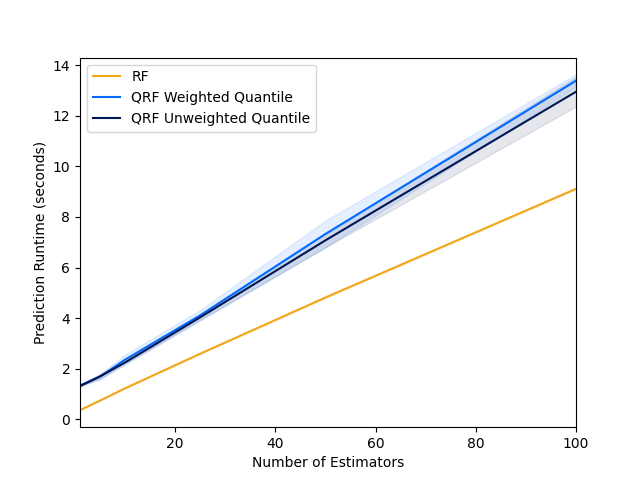 14
12
10
8
6
4
2
0
Prediction Runtime (seconds)
RF
QRF Weighted Quantile
QRF Unweighted Quantile
20 40 60 80 100
Number of Estimators